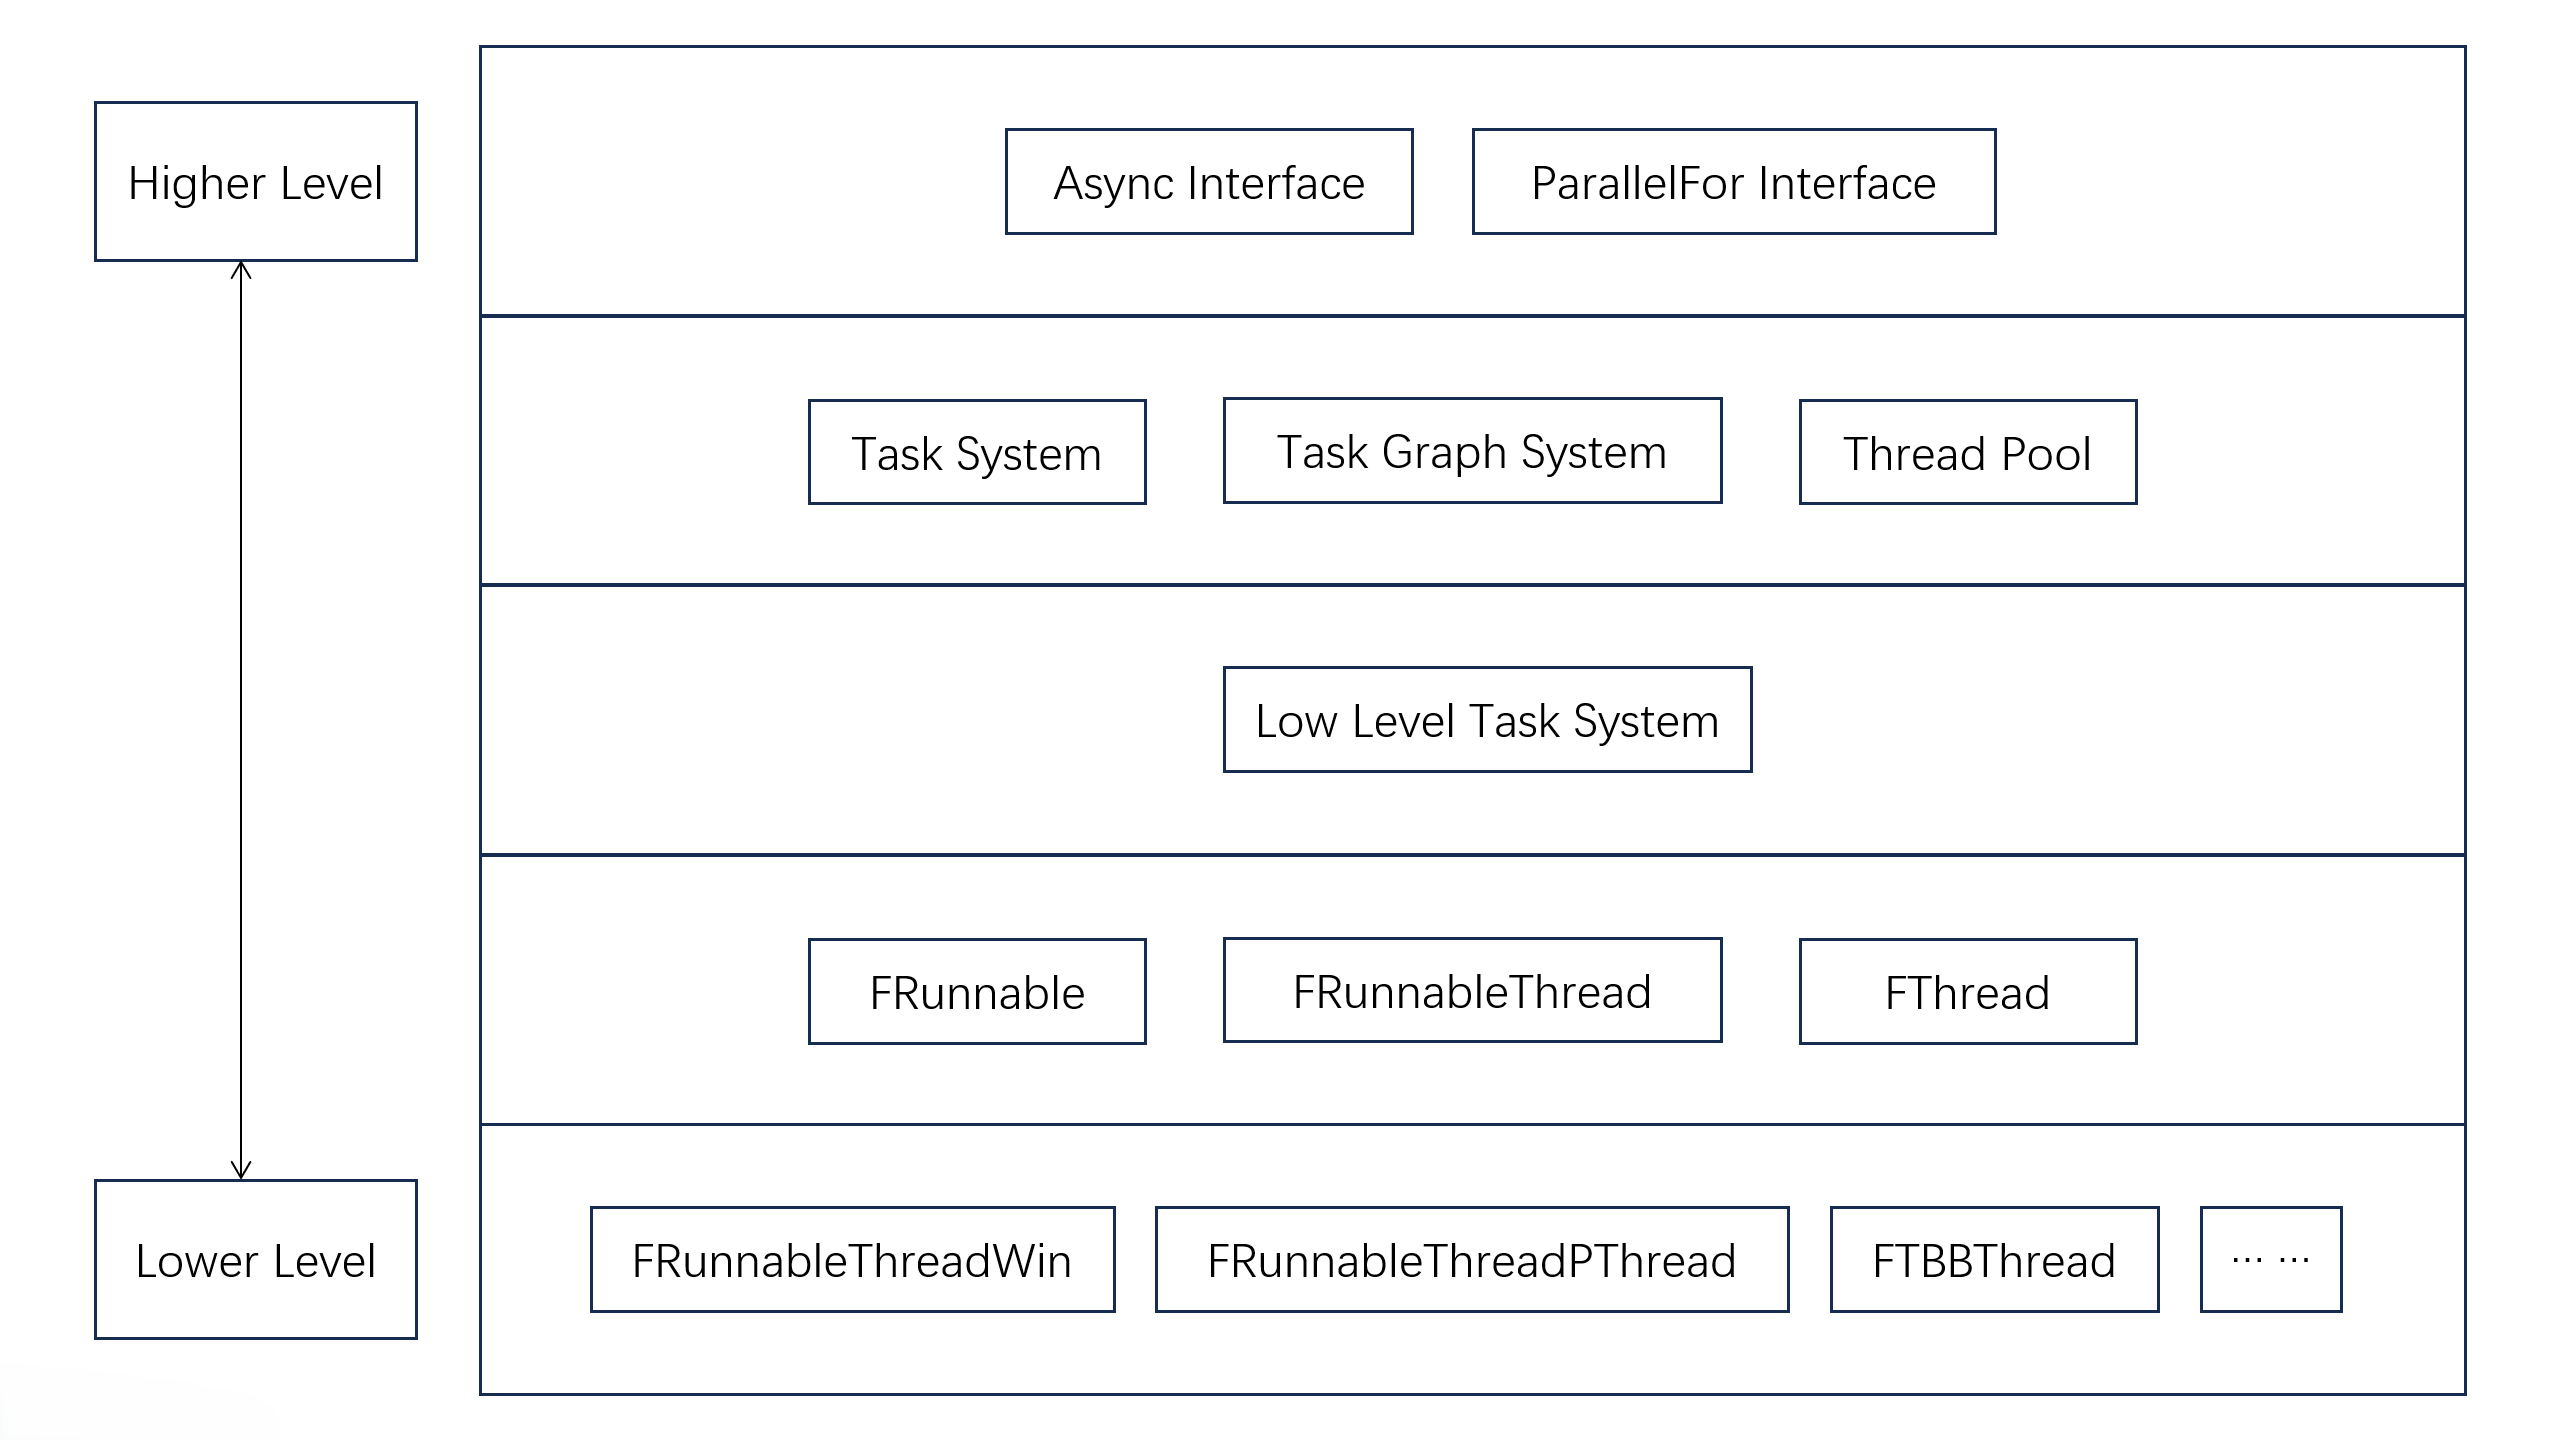 Higher Level
Async Interface
ParallelFor Interface
Task System
Task Graph System
Thread Pool
Low Level Task System
FRunnable
FRunnableThread
FThread
Lower Level
FRunnableThreadWin
FRunnableThreadPThread
FTBBThread
··· ···